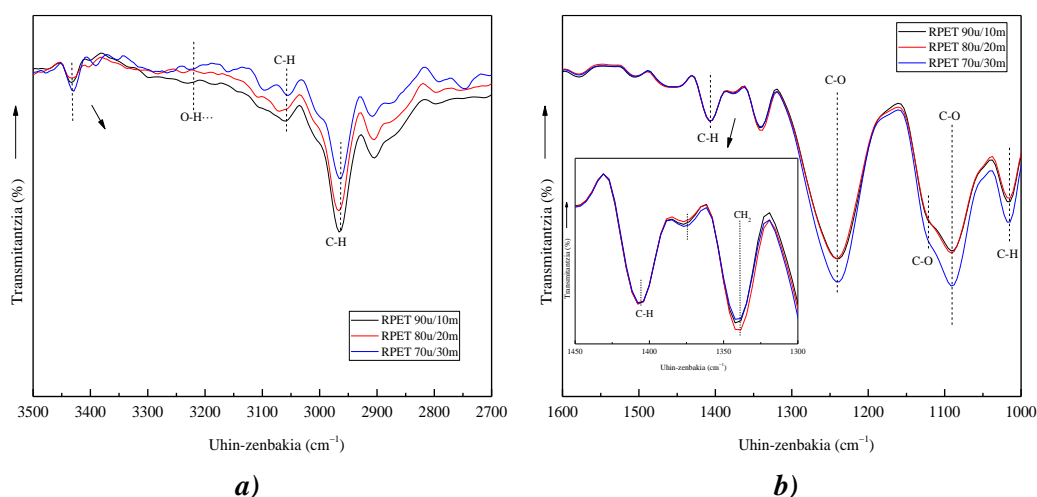 C-H
O-H···
C-H
RPET 90u/10m
RPET 80u/20m
RPET 70u/30m
Transmitantzia (%)
3500 3400 3300 3200 3100 3000 2900 2800 2700
Uhin-zenbakia (cm⁻¹)
a)
RPET 90u/10m
RPET 80u/20m
RPET 70u/30m
C-O
C-O
C-H
C-O
C-H
CH₂
C-H
Transmitantzia (%)
1450 1400 1350 1300
Uhin-zenbakia (cm⁻¹)
Transmitantzia (%)
1600 1500 1400 1300 1200 1100 1000
Uhin-zenbakia (cm⁻¹)
b)